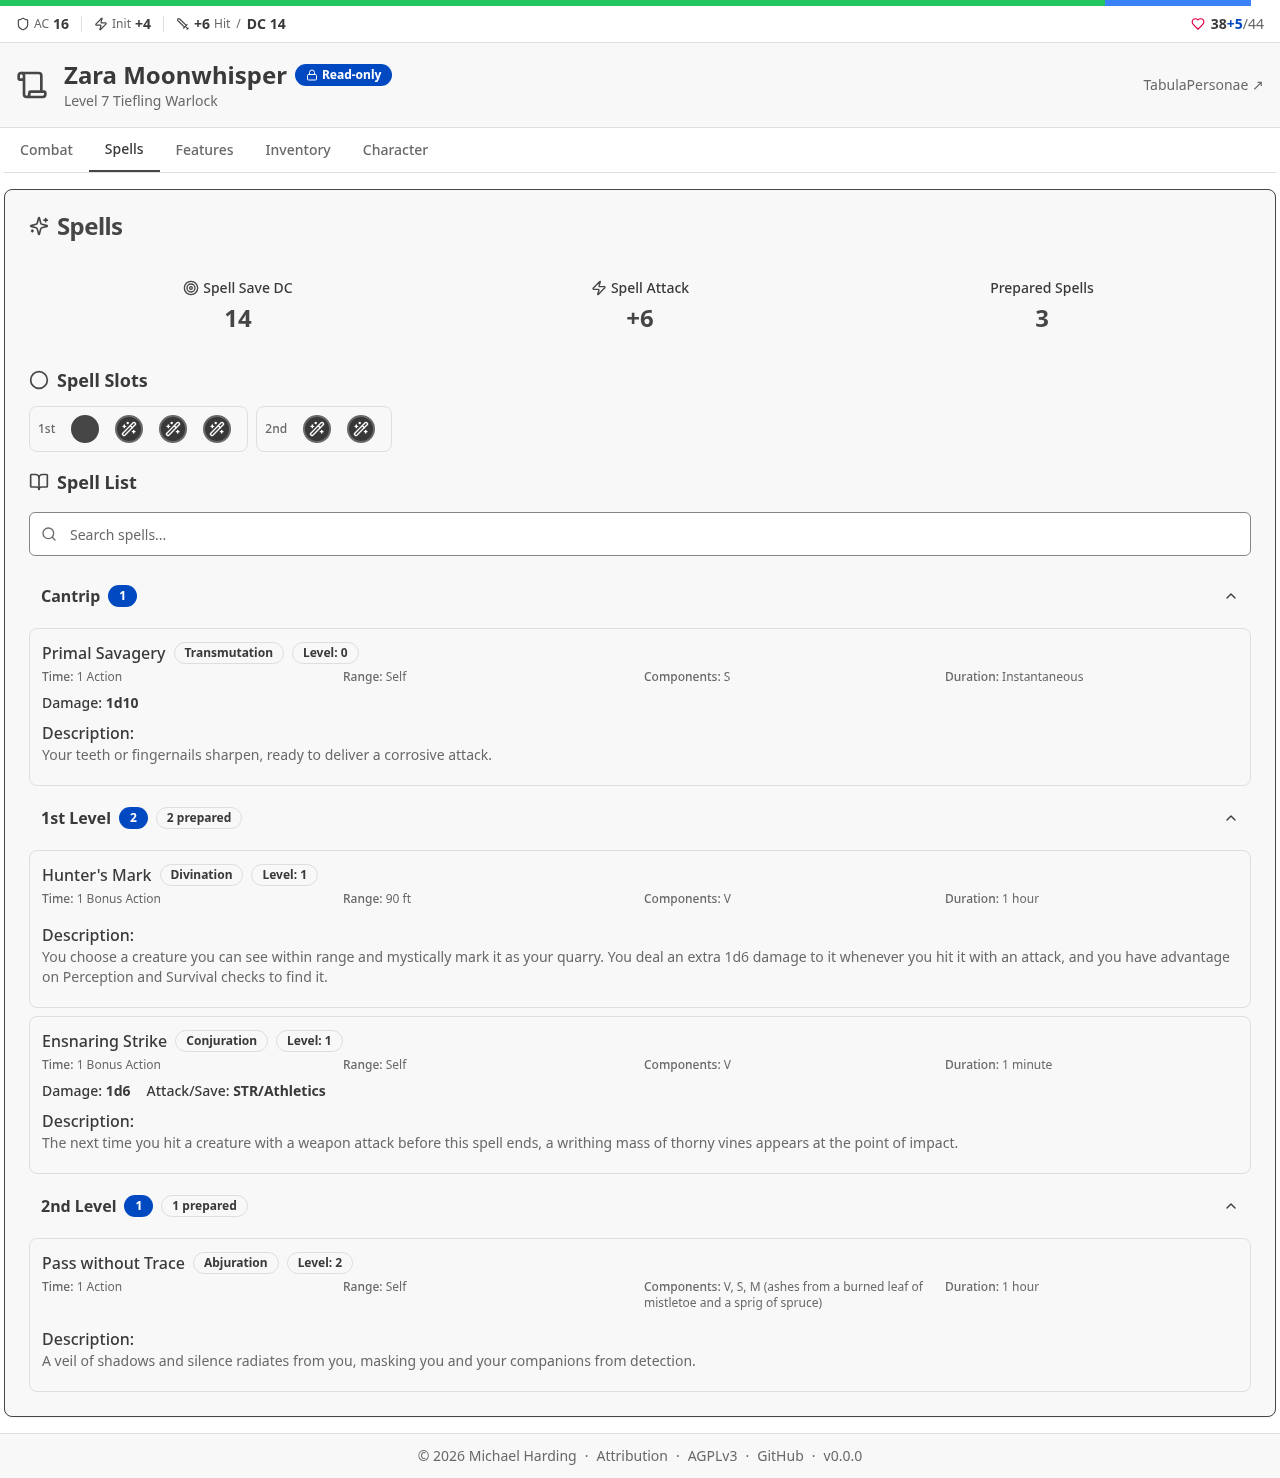 AC 16 Init +4 +6 Hit / DC 14 38+5/44
Zara Moonwhisper Read-only
Level 7 Tiefling Warlock
TabulaPersonae ↗
Combat Spells Features Inventory Character
Spells
Spell Save DC Spell Attack Prepared Spells
14 +6 3
Spell Slots
1st 2nd
Spell List
Search spells...
Cantrip 1
Primal Savagery Transmutation Level: 0
Time: 1 Action Range: Self Components: S Duration: Instantaneous
Damage: 1d10
Description:
Your teeth or fingernails sharpen, ready to deliver a corrosive attack.
1st Level 2 2 prepared
Hunter's Mark Divination Level: 1
Time: 1 Bonus Action Range: 90 ft Components: V Duration: 1 hour
Description:
You choose a creature you can see within range and mystically mark it as your quarry. You deal an extra 1d6 damage to it whenever you hit it with an attack, and you have advantage
on Perception and Survival checks to find it.
Ensnaring Strike Conjuration Level: 1
Time: 1 Bonus Action Range: Self Components: V Duration: 1 minute
Damage: 1d6 Attack/Save: STR/Athletics
Description:
The next time you hit a creature with a weapon attack before this spell ends, a writhing mass of thorny vines appears at the point of impact.
2nd Level 1 1 prepared
Pass without Trace Abjuration Level: 2
Time: 1 Action Range: Self Components: V, S, M (ashes from a burned leaf of Duration: 1 hour
mistletoe and a sprig of spruce)
Description:
A veil of shadows and silence radiates from you, masking you and your companions from detection.
© 2026 Michael Harding · Attribution · AGPLv3 · GitHub · v0.0.0